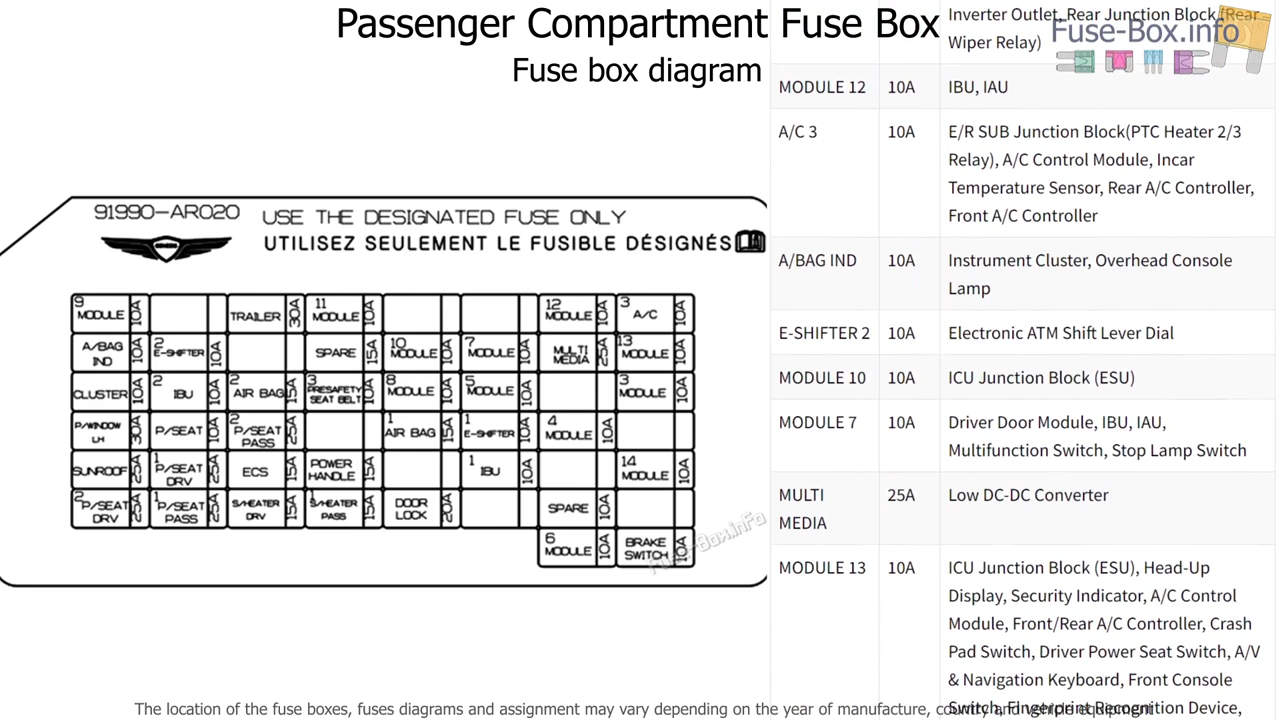 Passenger Compartment Fuse Box
Fuse box diagram
Fuse-Box.info
91990-AR020 USE THE DESIGNATED FUSE ONLY
UTILISEZ SEULEMENT LE FUSIBLE DÉSIGNÉS
9 MODULE 10A TRAILER 30A 11 MODULE 10A 12 MODULE 10A 3 A/C 10A
A/BAG IND 10A 2 E-SHIFTER 10A SPARE 15A 10 MODULE 10A 7 MODULE 10A MULTI MEDIA 25A 13 MODULE 10A
CLUSTER 10A 2 IBU 10A 2 AIR BAG 15A 3 PRESAFETY SEAT BELT 10A 8 MODULE 10A 5 MODULE 10A 3 MODULE 10A
P/WINDOW LH 30A P/SEAT 10A 2 P/SEAT PASS 25A 1 AIR BAG 15A 1 E-SHIFTER 10A 4 MODULE 10A
SUNROOF 25A 1 P/SEAT DRV 25A ECS 15A POWER HANDLE 15A 1 IBU 10A 14 MODULE 10A
2 P/SEAT DRV 25A 1 P/SEAT PASS 25A S/HEATER DRV 15A 1 S/HEATER PASS 15A DOOR LOCK 20A SPARE 10A
6 MODULE 10A BRAKE SWITCH 10A
Fuse-Box.info
Inverter Outlet, Rear Junction Block (Rear
Wiper Relay)
MODULE 12 10A IBU, IAU
A/C 3 10A E/R SUB Junction Block(PTC Heater 2/3
Relay), A/C Control Module, Incar
Temperature Sensor, Rear A/C Controller,
Front A/C Controller
A/BAG IND 10A Instrument Cluster, Overhead Console
Lamp
E-SHIFTER 2 10A Electronic ATM Shift Lever Dial
MODULE 10 10A ICU Junction Block (ESU)
MODULE 7 10A Driver Door Module, IBU, IAU,
Multifunction Switch, Stop Lamp Switch
MULTI 25A Low DC-DC Converter
MEDIA
MODULE 13 10A ICU Junction Block (ESU), Head-Up
Display, Security Indicator, A/C Control
Module, Front/Rear A/C Controller, Crash
Pad Switch, Driver Power Seat Switch, A/V
& Navigation Keyboard, Front Console
Switch, Fingerprint Recognition Device,
The location of the fuse boxes, fuses diagrams and assignment may vary depending on the year of manufacture, country and vehicle equipment